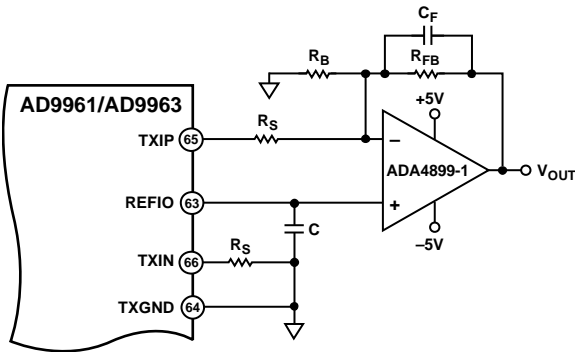 C_F
R_B
R_FB
AD9961/AD9963
+5V
TXIP 65
R_S
–
ADA4899-1
V_OUT
REFIO 63
+
C
–5V
TXIN 66
R_S
TXGND 64